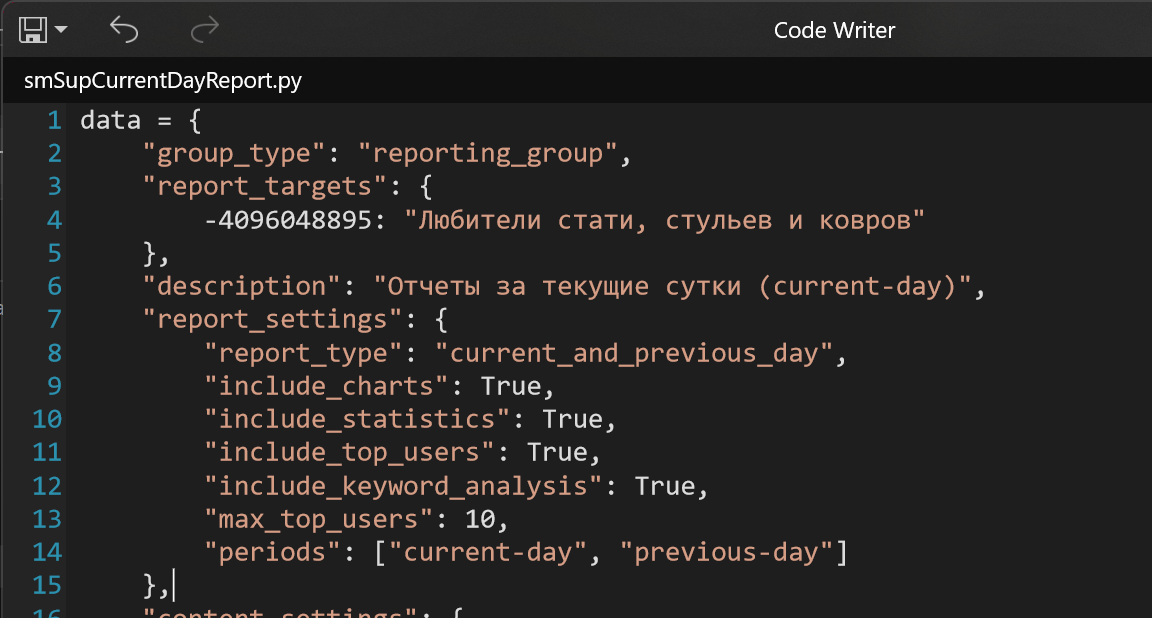 Code Writer
smSupCurrentDayReport.py
1 data = {
2     "group_type": "reporting_group",
3     "report_targets": {
4         -4096048895: "Любители стати, стульев и ковров"
5     },
6     "description": "Отчеты за текущие сутки (current-day)",
7     "report_settings": {
8         "report_type": "current_and_previous_day",
9         "include_charts": True,
10         "include_statistics": True,
11         "include_top_users": True,
12         "include_keyword_analysis": True,
13         "max_top_users": 10,
14         "periods": ["current-day", "previous-day"]
15     },
16     "content_settings": {